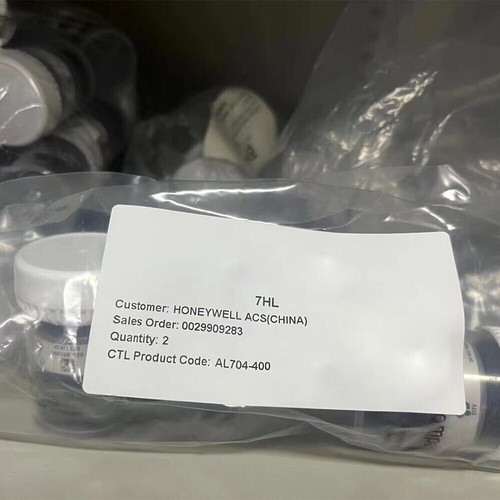 7HL
Customer: HONEYWELL ACS(CHINA)
Sales Order: 0029909283
Quantity: 2
CTL Product Code: AL704-400